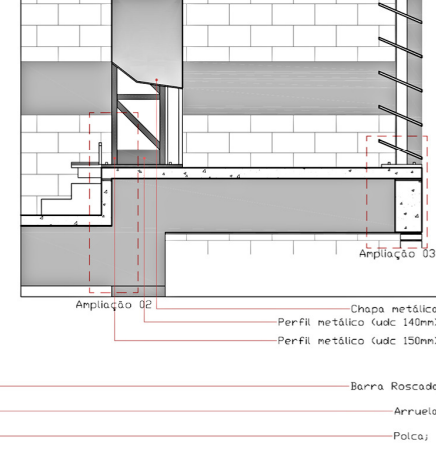 Ampliação 03
Ampliação 02
Chapa metálica
Perfil metálico (udc 140mm)
Perfil metálico (udc 150mm)
Barra Roscada
Arruela
Polca;